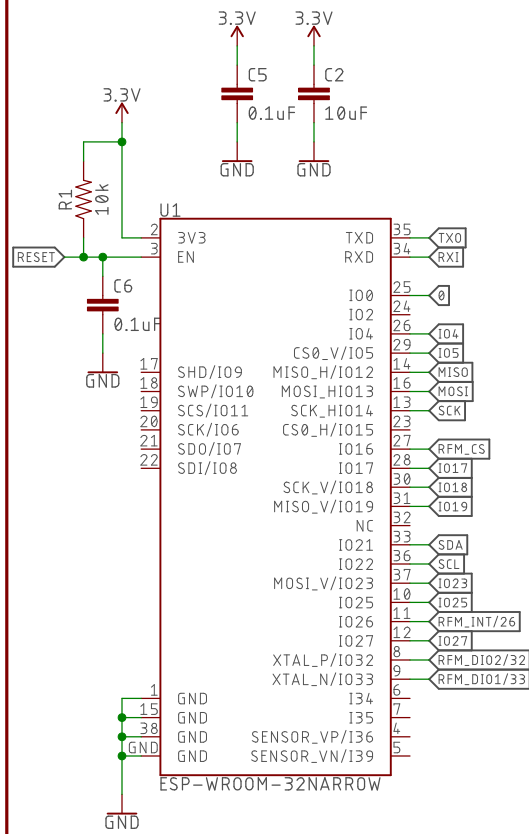 3.3V 3.3V
C5 C2
0.1uF 10uF
GND GND
3.3V
R1
10k
RESET
C6
0.1uF
GND
U1
2 3V3 TXD 35 TXO
3 EN RXD 34 RXI
IO0 25 0
IO2 24
IO4 26 IO4
CS0_V/IO5 29 IO5
17 SHD/IO9 MISO_H/IO12 14 MISO
18 SWP/IO10 MOSI_HIO13 16 MOSI
19 SCS/IO11 SCK_HIO14 13 SCK
20 SCK/IO6 CS0_H/IO15 23
21 SDO/IO7 IO16 27 RFM_CS
22 SDI/IO8 IO17 28 IO17
SCK_V/IO18 30 IO18
MISO_V/IO19 31 IO19
NC 32
IO21 33 SDA
IO22 36 SCL
MOSI_V/IO23 37 IO23
IO25 10 IO25
IO26 11 RFM_INT/26
IO27 12 IO27
XTAL_P/IO32 8 RFM_DIO2/32
XTAL_N/IO33 9 RFM_DIO1/33
1 GND I34 6
15 GND I35 7
38 GND SENSOR_VP/I36 4
GND GND SENSOR_VN/I39 5
ESP-WROOM-32NARROW
GND